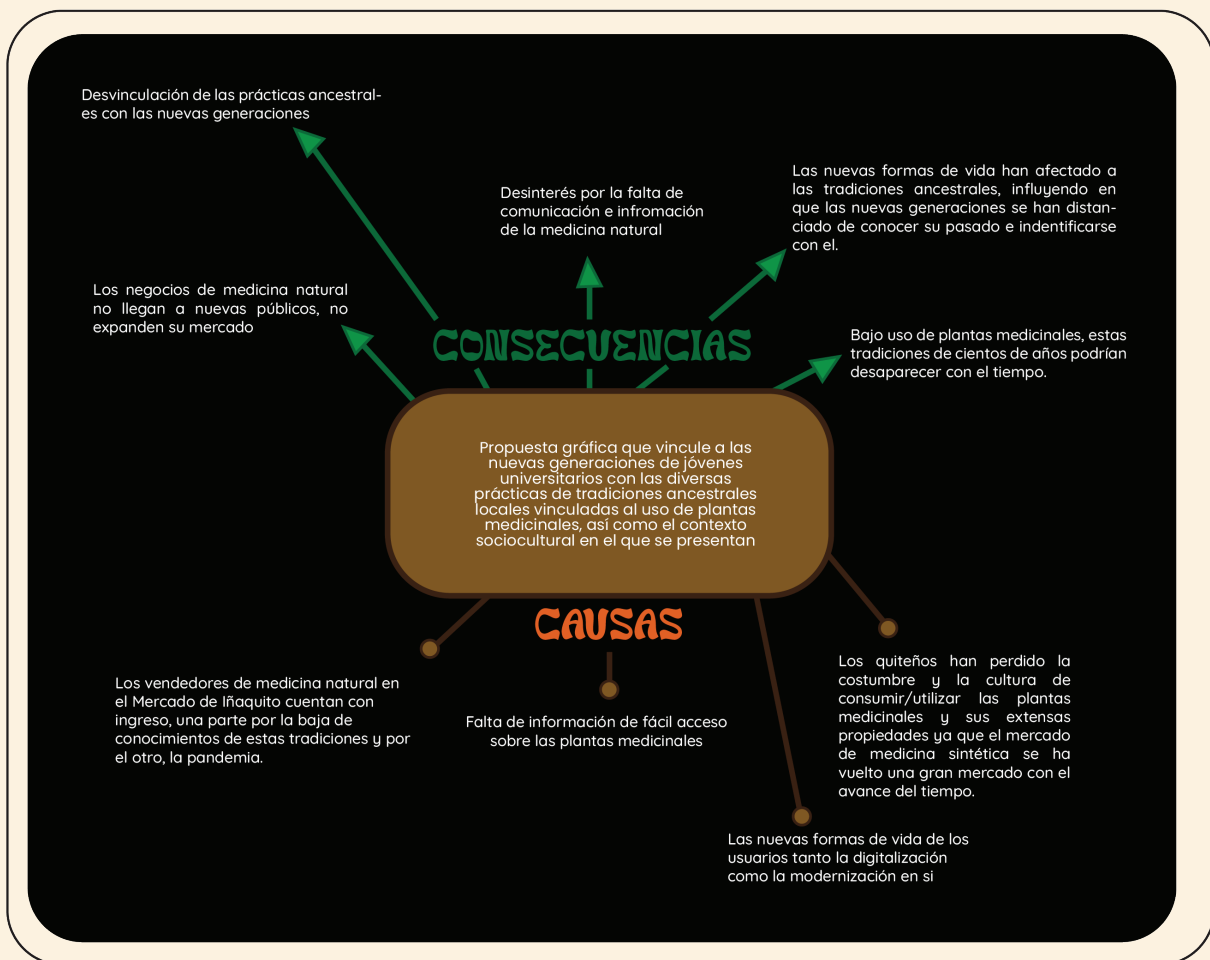 Desvinculación de las prácticas ancestral-
es con las nuevas generaciones
Las nuevas formas de vida han afectado a
las tradiciones ancestrales, influyendo en
que las nuevas generaciones se han distan-
ciado de conocer su pasado e indentificarse
con el.
Desinterés por la falta de
comunicación e infromación
de la medicina natural
Los negocios de medicina natural
no llegan a nuevas públicos, no
expanden su mercado
Bajo uso de plantas medicinales, estas
tradiciones de cientos de años podrían
desaparecer con el tiempo.
CONSECUENCIAS
Propuesta gráfica que vincule a las
nuevas generaciones de jóvenes
universitarios con las diversas
prácticas de tradiciones ancestrales
locales vinculadas al uso de plantas
medicinales, así como el contexto
sociocultural en el que se presentan
CAUSAS
Los vendedores de medicina natural en
el Mercado de Iñaquito cuentan con
ingreso, una parte por la baja de
conocimientos de estas tradiciones y por
el otro, la pandemia.
Falta de información de fácil acceso
sobre las plantas medicinales
Los quiteños han perdido la
costumbre y la cultura de
consumir/utilizar las plantas
medicinales y sus extensas
propiedades ya que el mercado
de medicina sintética se ha
vuelto una gran mercado con el
avance del tiempo.
Las nuevas formas de vida de los
usuarios tanto la digitalización
como la modernización en si